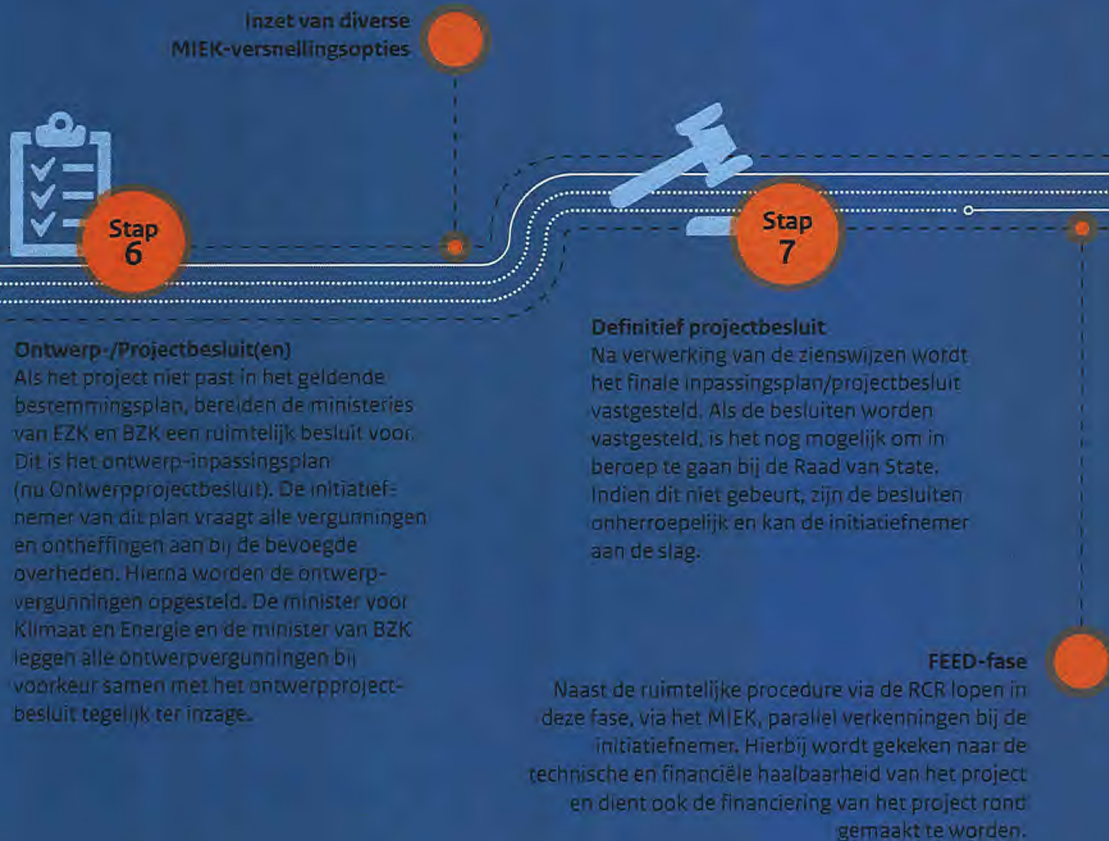 Inzet van diverse
MIEK-versnellingsopties
Stap
6
Ontwerp-/Projectbesluit(en)
Als het project niet past in het geldende
bestemmingsplan, bereiden de ministeries
van EZK en BZK een ruimtelijk besluit voor.
Dit is het ontwerp-inpassingsplan
(nu Ontwerpprojectbesluit). De initiatief-
nemer van dit plan vraagt alle vergunningen
en ontheffingen aan bij de bevoegde
overheden. Hierna worden de ontwerp-
vergunningen opgesteld. De minister voor
Klimaat en Energie en de minister van BZK
leggen alle ontwerpvergunningen bij
voorkeur samen met het ontwerpproject-
besluit tegelijk ter inzage.
Stap
7
Definitief projectbesluit
Na verwerking van de zienswijzen wordt
het finale inpassingsplan/projectbesluit
vastgesteld. Als de besluiten worden
vastgesteld, is het nog mogelijk om in
beroep te gaan bij de Raad van State.
Indien dit niet gebeurt, zijn de besluiten
onherroepelijk en kan de initiatiefnemer
aan de slag.
FEED-fase
Naast de ruimtelijke procedure via de RCR lopen in
deze fase, via het MIEK, parallel verkenningen bij de
initiatiefnemer. Hierbij wordt gekeken naar de
technische en financiële haalbaarheid van het project
en dient ook de financiering van het project rond
gemaakt te worden.